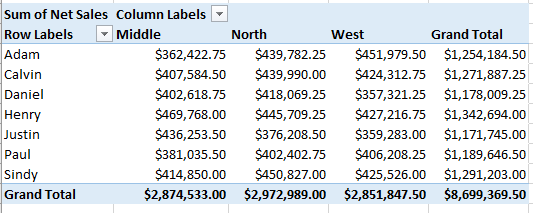 Sum of Net Sales Column Labels
Row Labels Middle North West Grand Total
Adam $362,422.75 $439,782.25 $451,979.50 $1,254,184.50
Calvin $407,584.50 $439,990.00 $424,312.75 $1,271,887.25
Daniel $402,618.75 $418,069.25 $357,321.25 $1,178,009.25
Henry $469,768.00 $445,709.25 $427,216.75 $1,342,694.00
Justin $436,253.50 $376,208.50 $359,283.00 $1,171,745.00
Paul $381,035.50 $402,402.75 $406,208.25 $1,189,646.50
Sindy $414,850.00 $450,827.00 $425,526.00 $1,291,203.00
Grand Total $2,874,533.00 $2,972,989.00 $2,851,847.50 $8,699,369.50